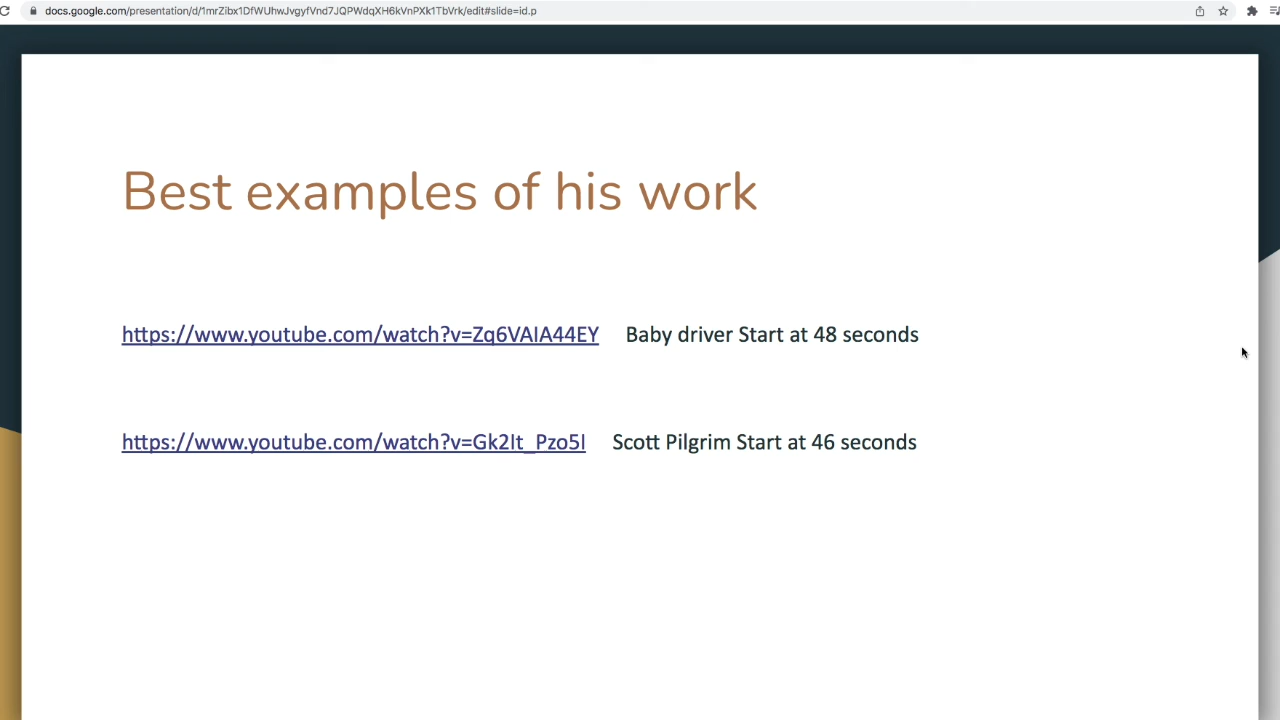 docs.google.com/presentation/d/1mrZibx1DfWUhwJvgyfVnd7JQPWdqXH6kVnPXk1TbVrk/edit#slide=id.p
Best examples of his work
https://www.youtube.com/watch?v=Zq6VAIA44EY Baby driver Start at 48 seconds
https://www.youtube.com/watch?v=Gk2It_Pzo5I Scott Pilgrim Start at 46 seconds